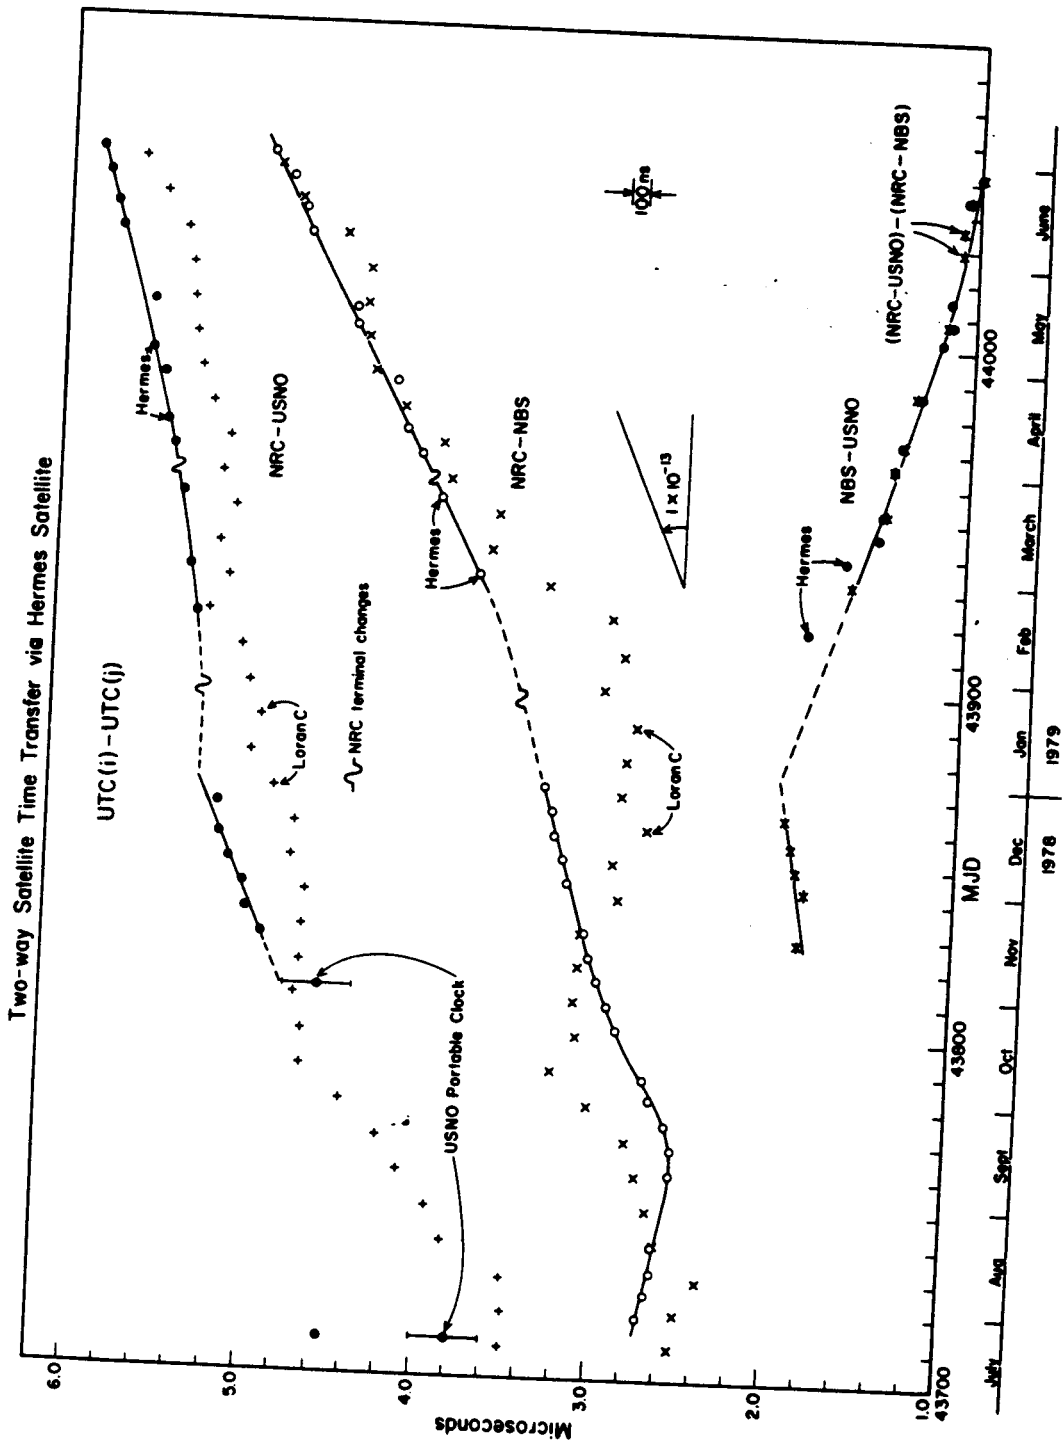 Two-way Satellite Time Transfer via Hermes Satellite
UTC(i)-UTC(j)
Hermes
NRC-USNO
Loran C
NRC terminal changes
Hermes
NRC-NBS
USNO Portable Clock
Loran C
1 x 10-13
100 ns
Hermes
NBS-USNO
(NRC-USNO)-(NRC-NBS)
Microseconds
6.0
5.0
4.0
3.0
2.0
1.0
43700
43800
43900
44000
MJD
July
Aug
Sept
Oct
Nov
Dec
Jan
Feb
March
April
May
June
1978
1979